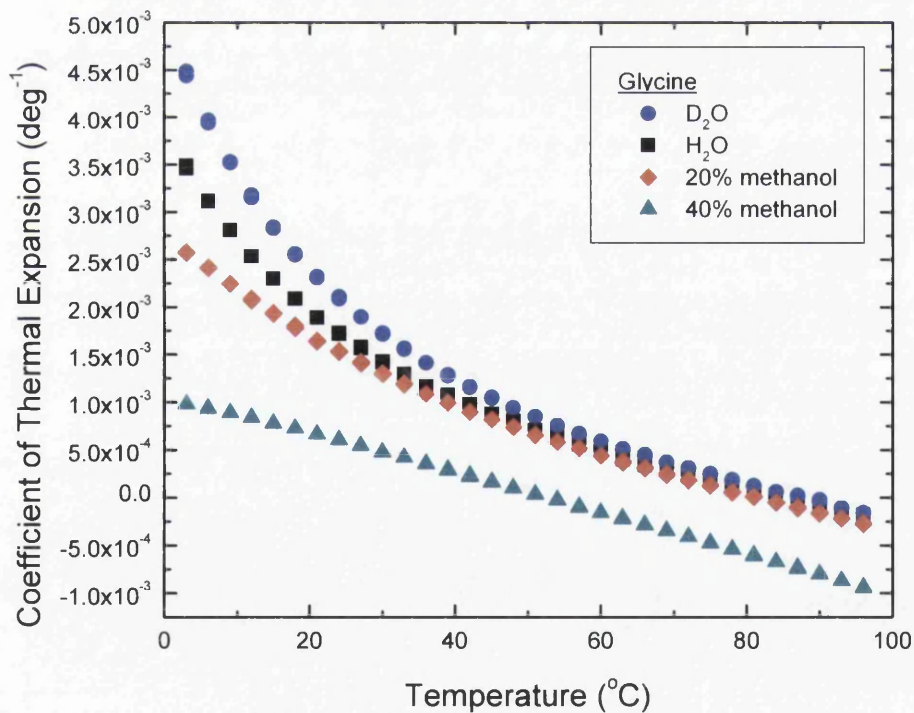 Coefficient of Thermal Expansion (deg⁻¹)
5.0x10⁻³
4.5x10⁻³
4.0x10⁻³
3.5x10⁻³
3.0x10⁻³
2.5x10⁻³
2.0x10⁻³
1.5x10⁻³
1.0x10⁻³
5.0x10⁻⁴
0.0
-5.0x10⁻⁴
-1.0x10⁻³
Glycine
D₂O
H₂O
20% methanol
40% methanol
0 20 40 60 80 100
Temperature (°C)